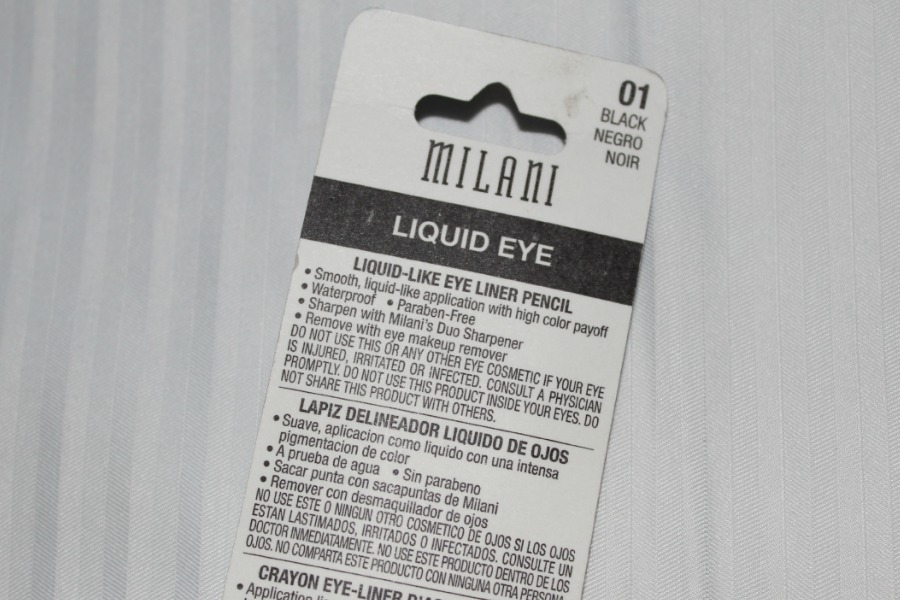 01
BLACK
NEGRO
NOIR
MILANI
LIQUID EYE
LIQUID-LIKE EYE LINER PENCIL
• Smooth, liquid-like application with high color payoff
• Waterproof • Paraben-Free
• Sharpen with Milani's Duo Sharpener
• Remove with eye makeup remover
DO NOT USE THIS OR ANY OTHER EYE COSMETIC IF YOUR EYE
IS INJURED, IRRITATED OR INFECTED. CONSULT A PHYSICIAN
PROMPTLY. DO NOT USE THIS PRODUCT INSIDE YOUR EYES. DO
NOT SHARE THIS PRODUCT WITH OTHERS.
LAPIZ DELINEADOR LIQUIDO DE OJOS
• Suave, aplicacion como liquido con una intensa
pigmentacion de color
• A prueba de agua • Sin parabeno
• Sacar punta con sacapuntas de Milani
• Remover con desmaquillador de ojos
NO USE ESTE O NINGUN OTRO COSMETICO DE OJOS SI LOS OJOS
ESTAN LASTIMADOS, IRRITADOS O INFECTADOS. CONSULTE UN
DOCTOR INMEDIATAMENTE. NO USE ESTE PRODUCTO DENTRO DE LOS
OJOS. NO COMPARTA ESTE PRODUCTO CON NINGUNA OTRA PERSONA
CRAYON EYE-LINER
• Application